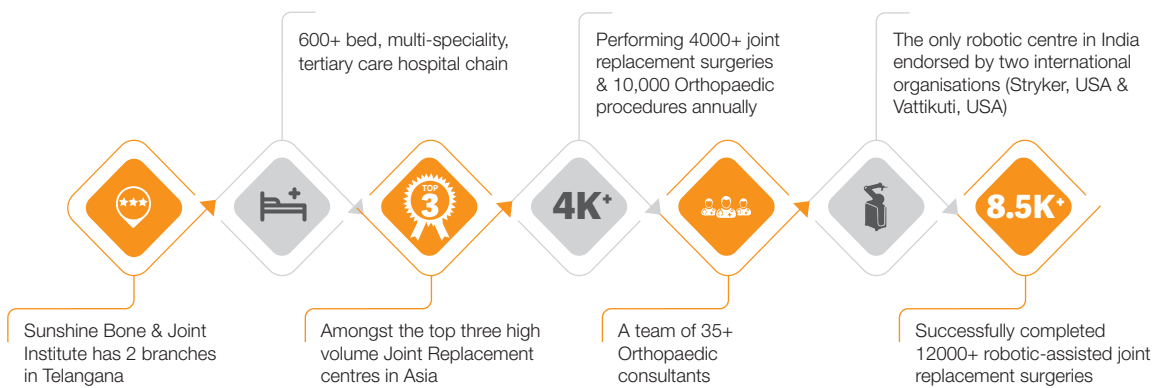 600+ bed, multi-speciality,
tertiary care hospital chain
Performing 4000+ joint
replacement surgeries
& 10,000 Orthopaedic
procedures annually
The only robotic centre in India
endorsed by two international
organisations (Stryker, USA &
Vattikuti, USA)
TOP
3
4K+
8.5K+
Sunshine Bone & Joint
Institute has 2 branches
in Telangana
Amongst the top three high
volume Joint Replacement
centres in Asia
A team of 35+
Orthopaedic
consultants
Successfully completed
12000+ robotic-assisted joint
replacement surgeries